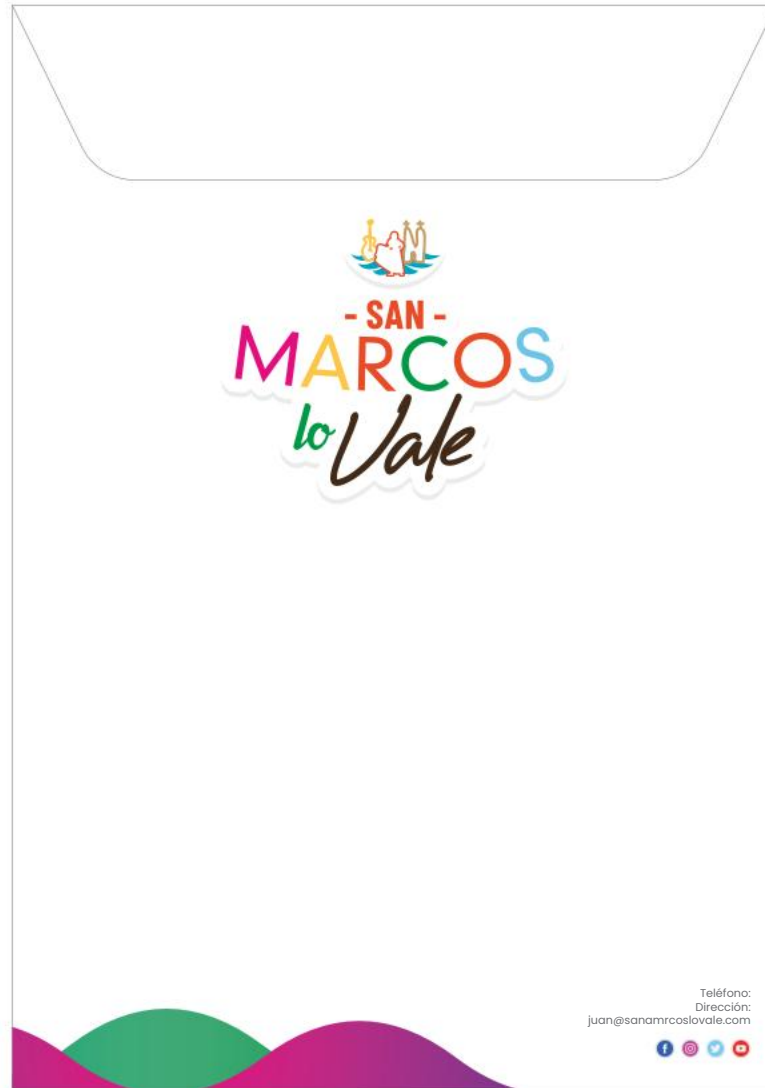 - SAN -
MARCOS
lo Vale
Teléfono:
Dirección:
juan@sanamrcoslovale.com